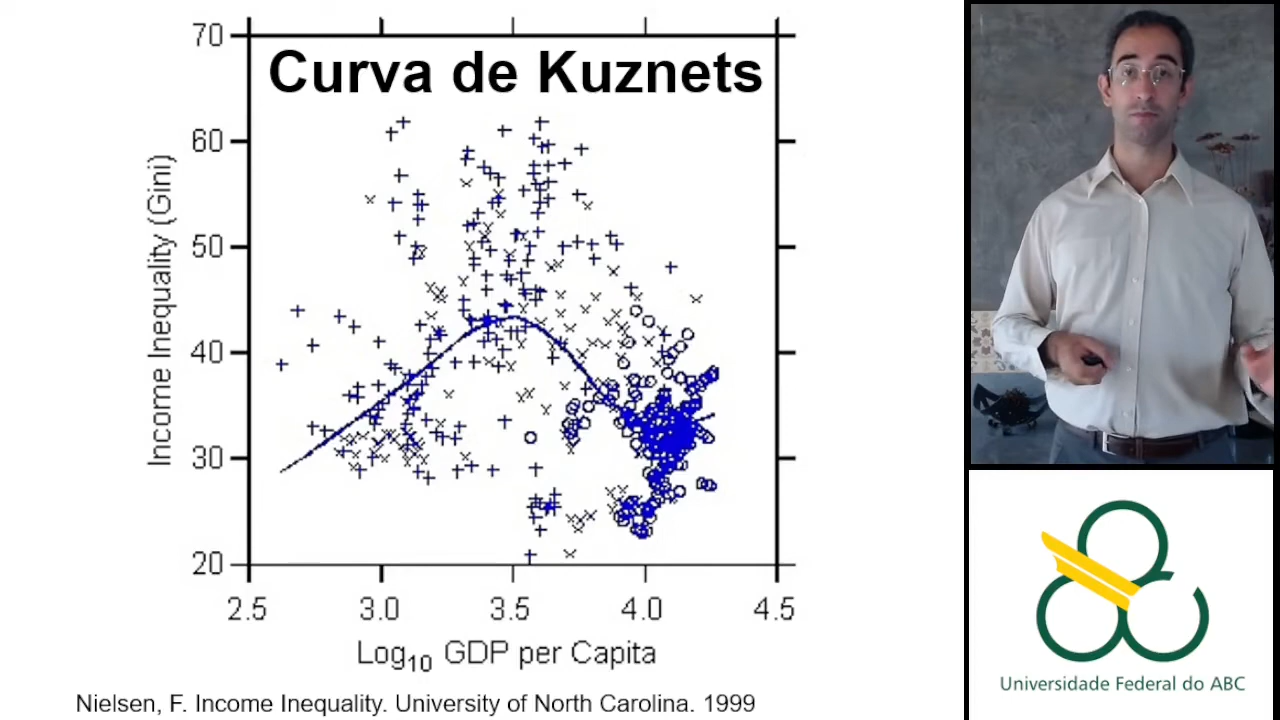 Curva de Kuznets
70
60
50
40
30
20
Income Inequality (Gini)
2.5 3.0 3.5 4.0 4.5
Log10 GDP per Capita
Nielsen, F. Income Inequality. University of North Carolina. 1999
Universidade Federal do ABC